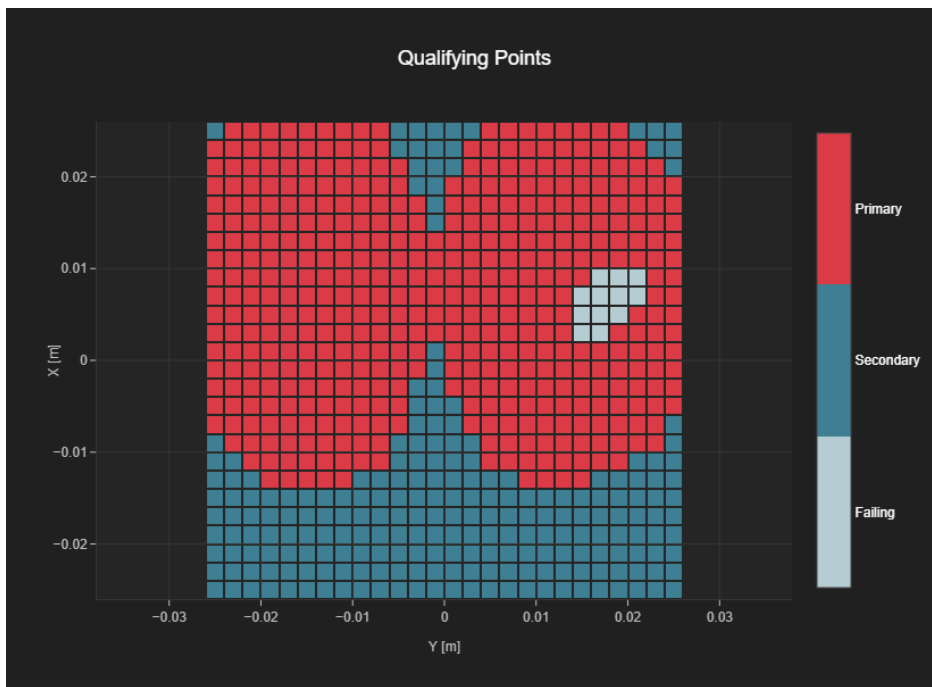 Qualifying Points
0.02
0.01
0
−0.01
−0.02
X [m]
−0.03
−0.02
−0.01
0
0.01
0.02
0.03
Y [m]
Primary
Secondary
Failing